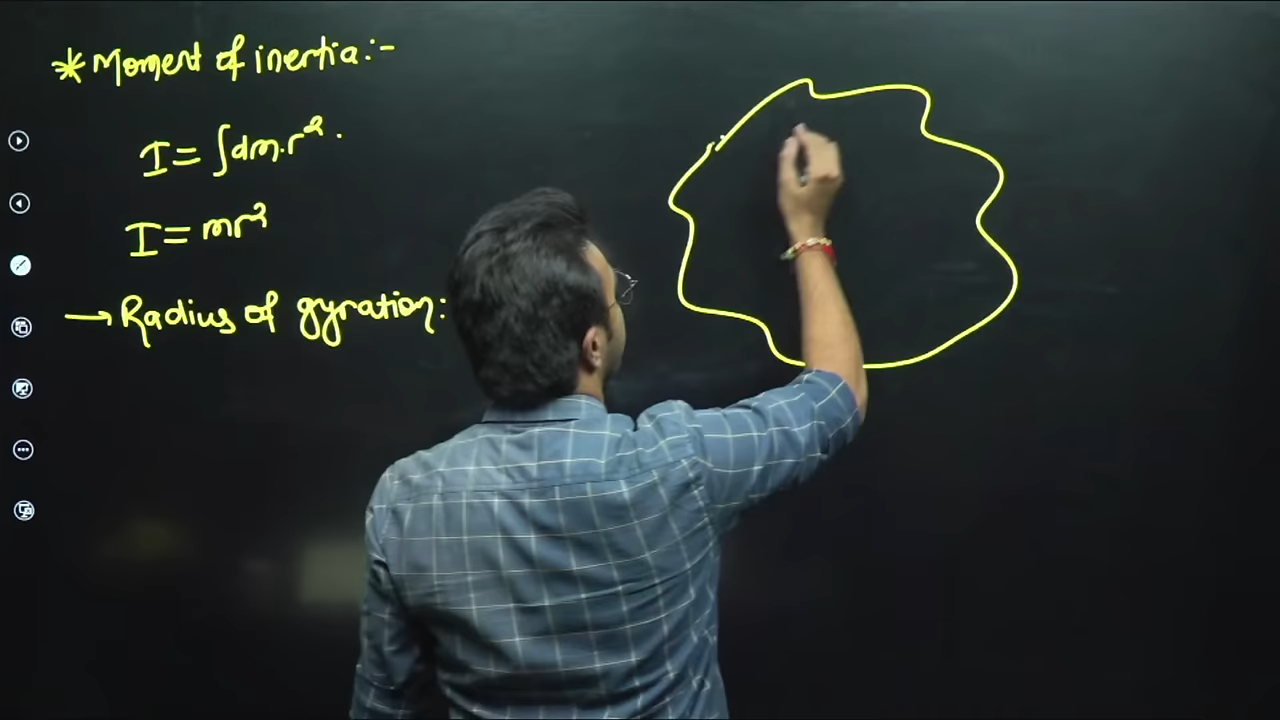 * Moment of inertia:-
I = ∫dm.r².
I = mr²
→ Radius of gyration: